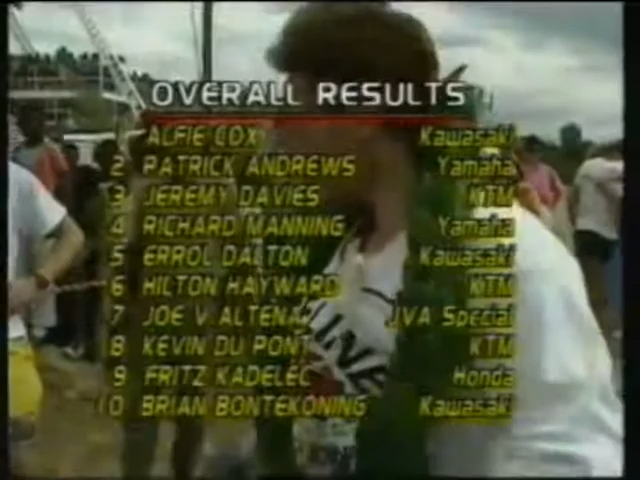 OVERALL RESULTS
ALFIE COX Kawasaki
2 PATRICK ANDREWS Yamaha
3 JEREMY DAVIES KTM
4 RICHARD MANNING Yamaha
5 ERROL DALTON Kawasaki
6 HILTON HAYWARD KTM
7 JOE V ALTENA JVA Special
8 KEVIN DU PONT KTM
9 FRITZ KADELEC Honda
10 BRIAN BONTEKONING Kawasaki